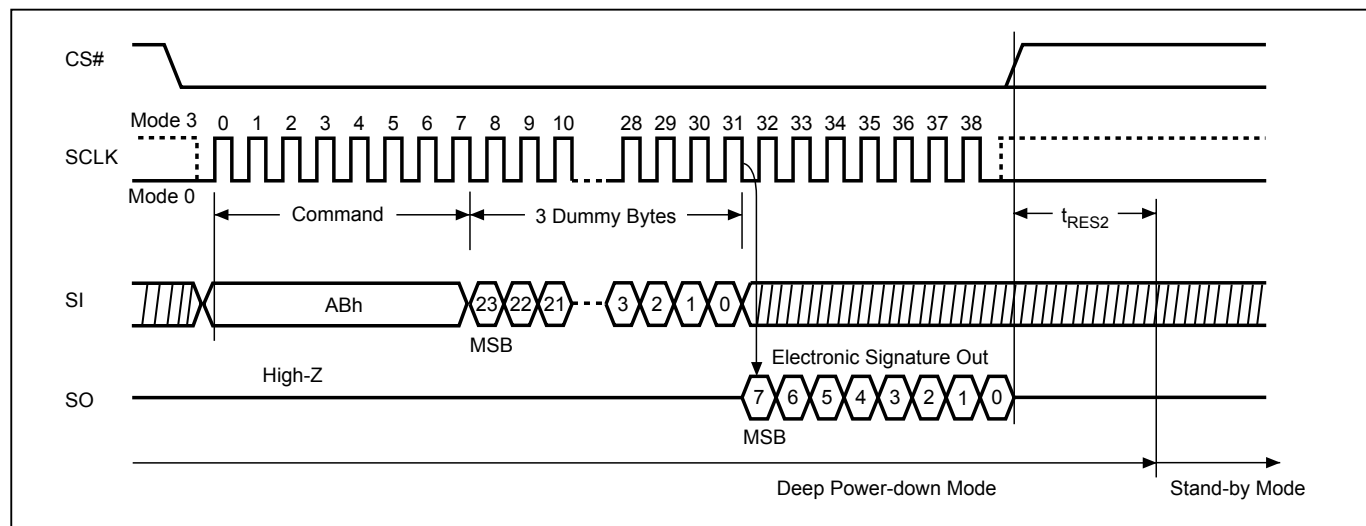 CS#
Mode 3 0 1 2 3 4 5 6 7 8 9 10 28 29 30 31 32 33 34 35 36 37 38
SCLK
Mode 0
Command 3 Dummy Bytes tRES2
SI ABh 23 22 21 3 2 1 0
MSB
Electronic Signature Out
High-Z
SO 7 6 5 4 3 2 1 0
MSB
Deep Power-down Mode Stand-by Mode